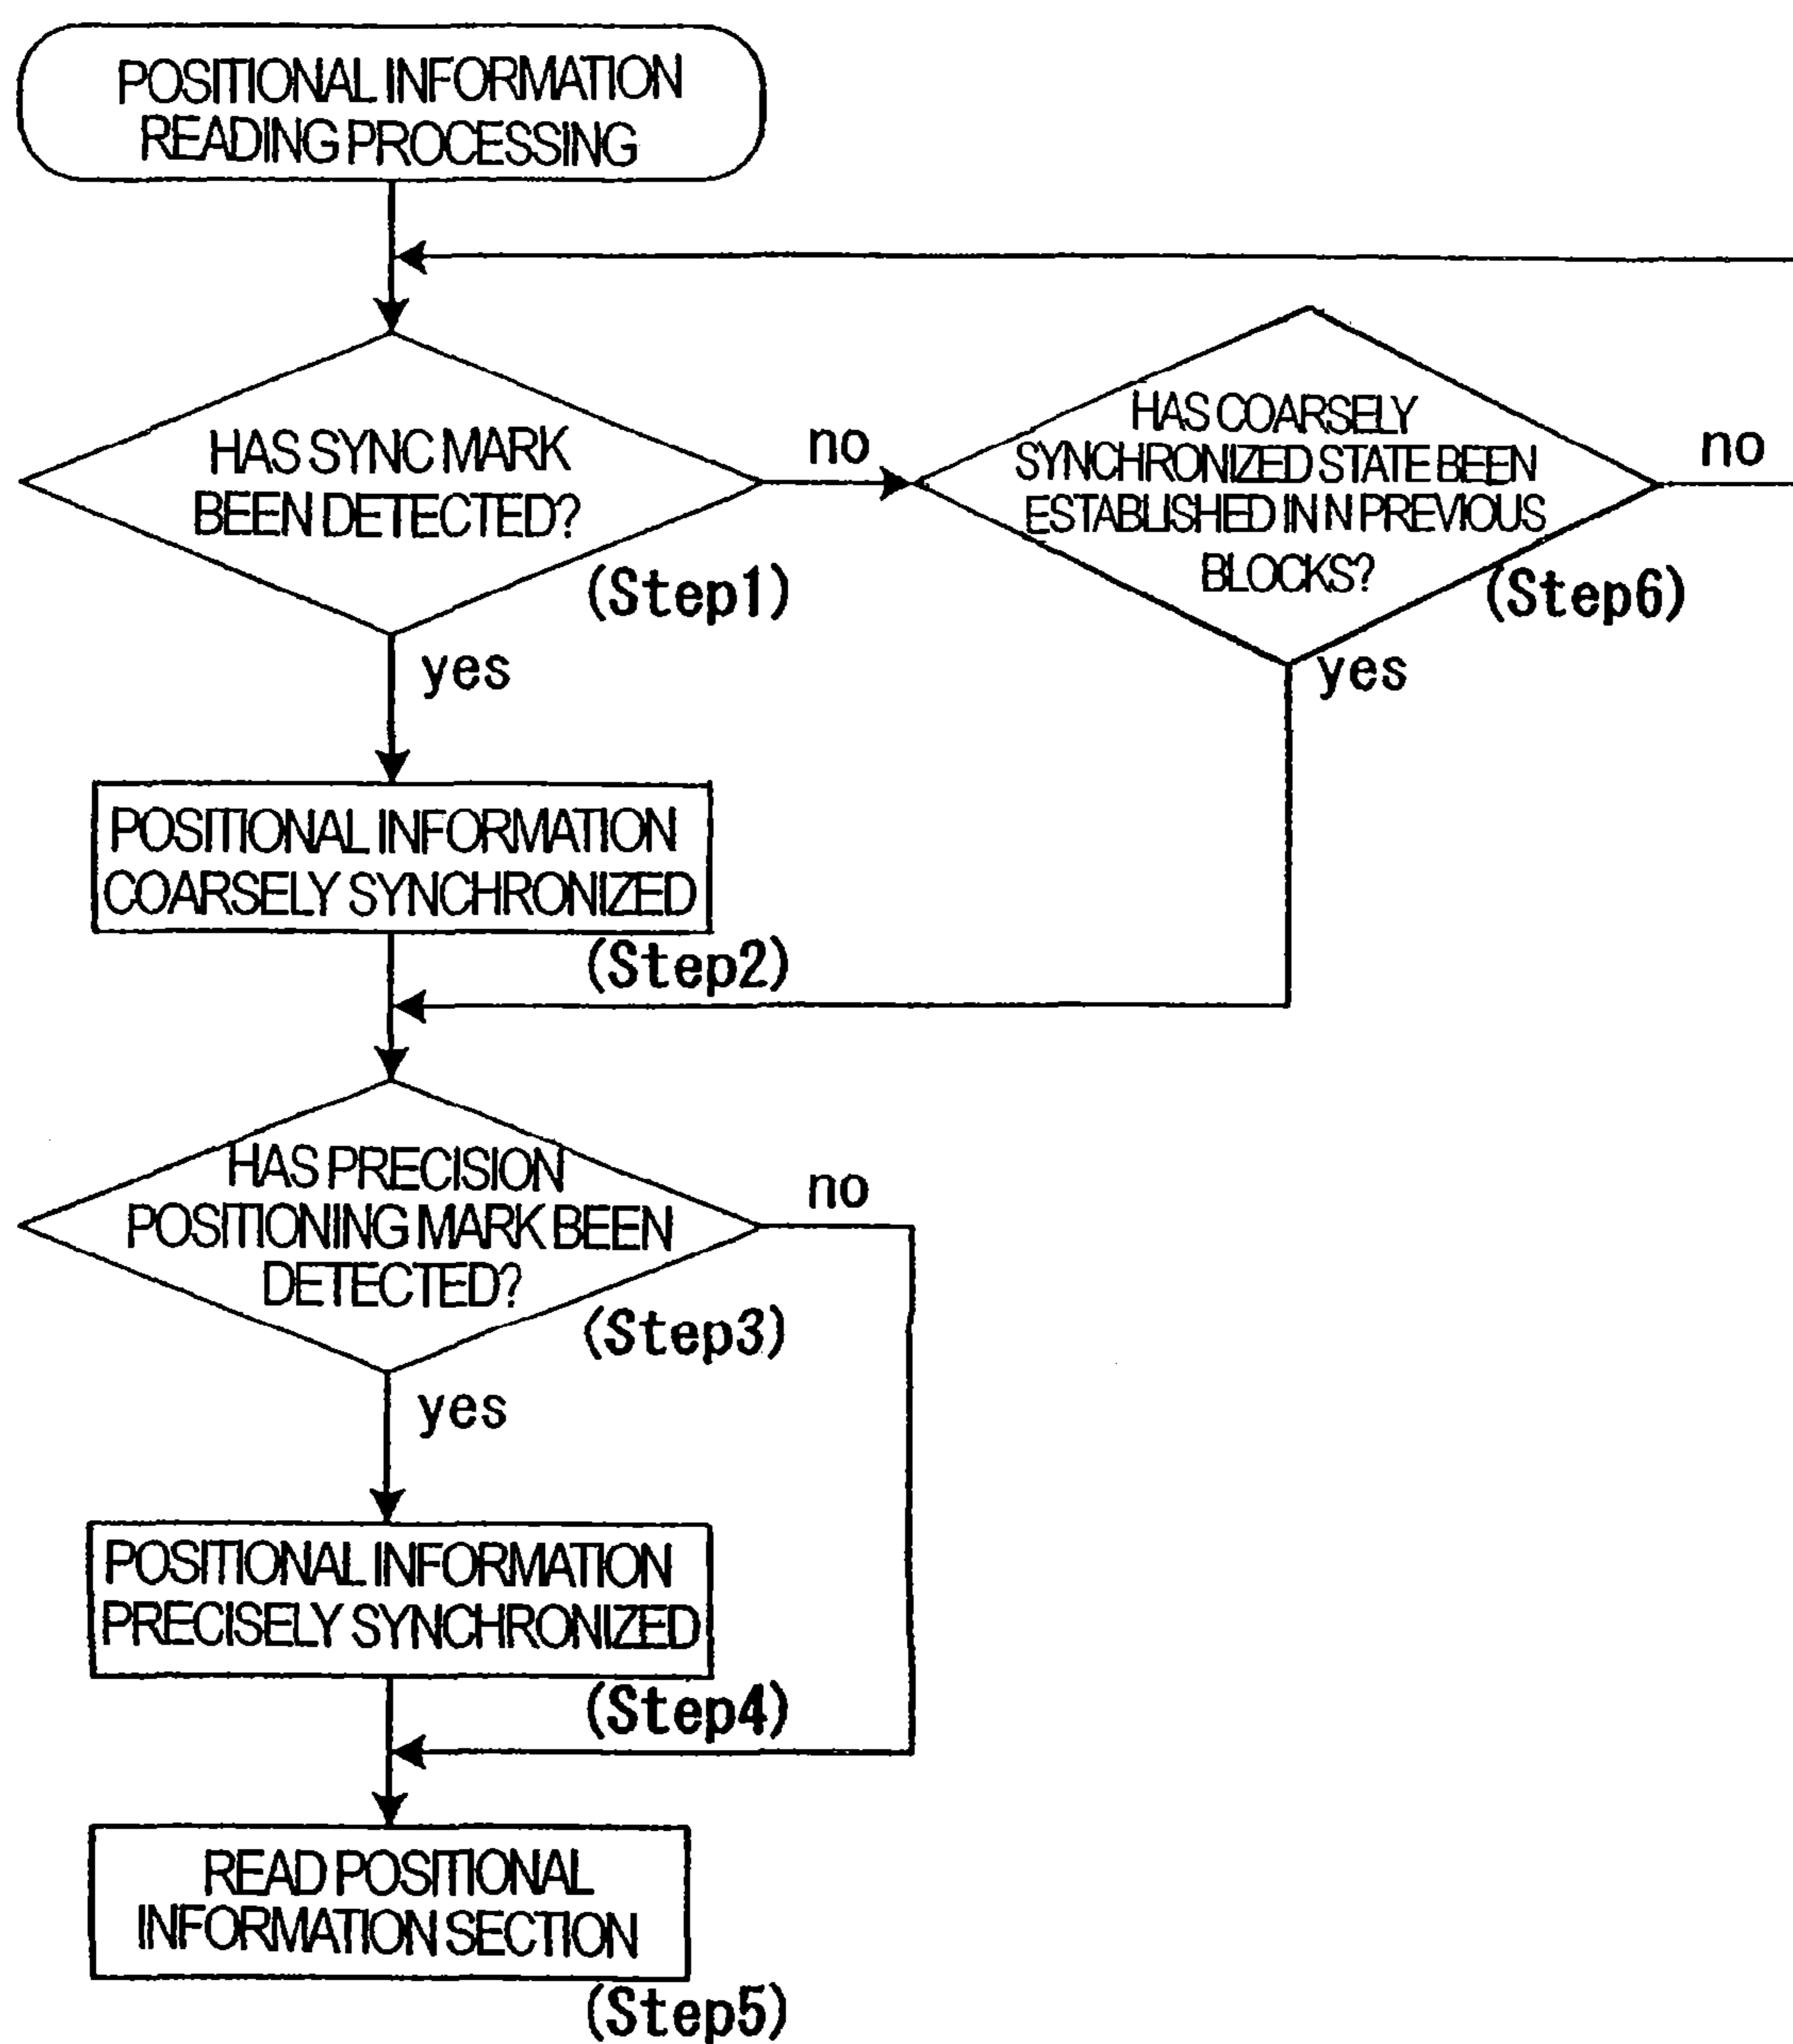 POSITIONAL INFORMATION
READING PROCESSING
HAS SYNC MARK
BEEN DETECTED?
(Step1)
no
HAS COARSELY
SYNCHRONIZED STATE BEEN
ESTABLISHED IN N PREVIOUS
BLOCKS?
(Step6)
no
yes
yes
POSITIONAL INFORMATION
COARSELY SYNCHRONIZED
(Step2)
HAS PRECISION
POSITIONING MARK BEEN
DETECTED?
(Step3)
no
yes
POSITIONAL INFORMATION
PRECISELY SYNCHRONIZED
(Step4)
READ POSITIONAL
INFORMATION SECTION
(Step5)